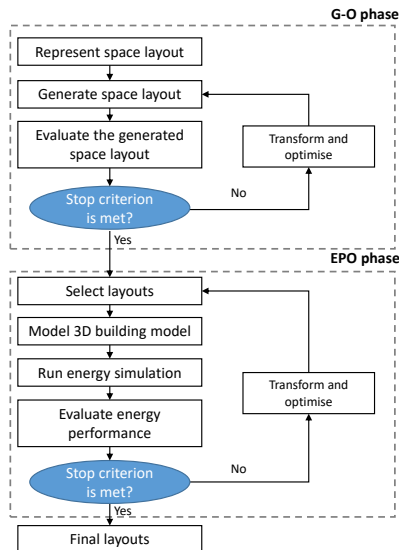 G-O phase
Represent space layout
Generate space layout
Evaluate the generated
space layout
Transform and
optimise
Stop criterion
is met?
No
Yes
EPO phase
Select layouts
Model 3D building model
Run energy simulation
Transform and
optimise
Evaluate energy
performance
No
Stop criterion
is met?
Yes
Final layouts